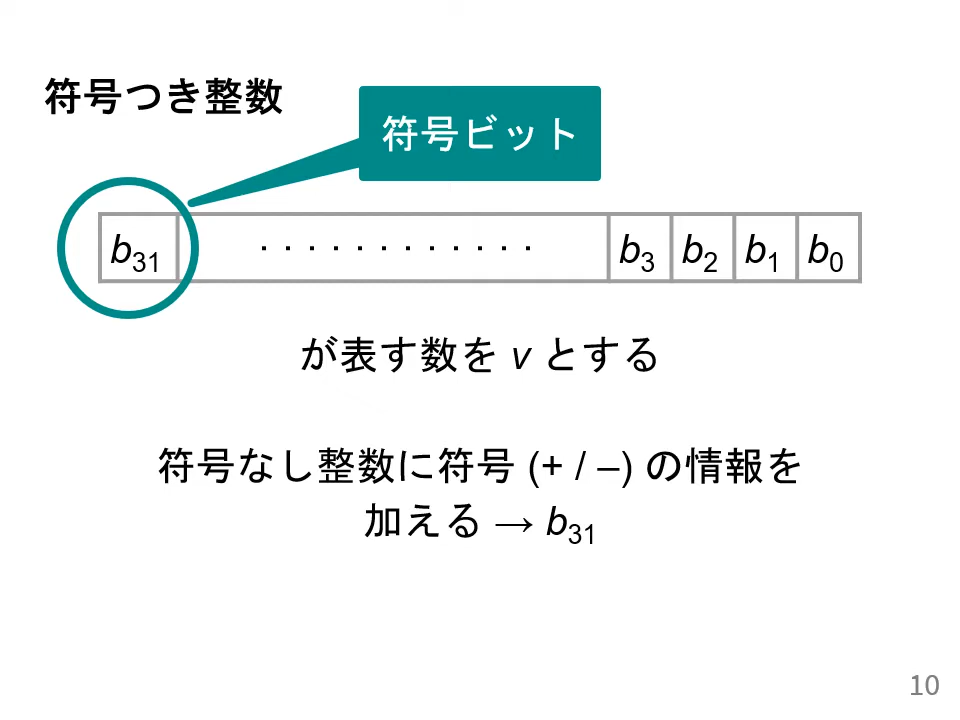 符号つき整数
符号ビット
b31 ············ b3 b2 b1 b0
が表す数を v とする
符号なし整数に符号 (+ / –) の情報を
加える → b31
10